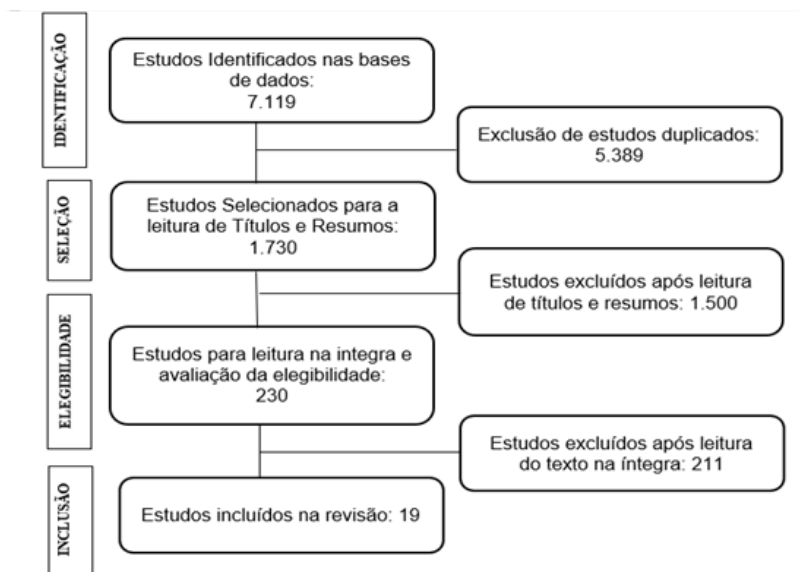 IDENTIFICAÇÃO
Estudos Identificados nas bases
de dados:
7.119
Exclusão de estudos duplicados:
5.389
SELEÇÃO
Estudos Selecionados para a
leitura de Títulos e Resumos:
1.730
Estudos excluídos após leitura
de títulos e resumos: 1.500
ELEGIBILIDADE
Estudos para leitura na integra e
avaliação da elegibilidade:
230
Estudos excluídos após leitura
do texto na íntegra: 211
INCLUSÃO
Estudos incluídos na revisão: 19